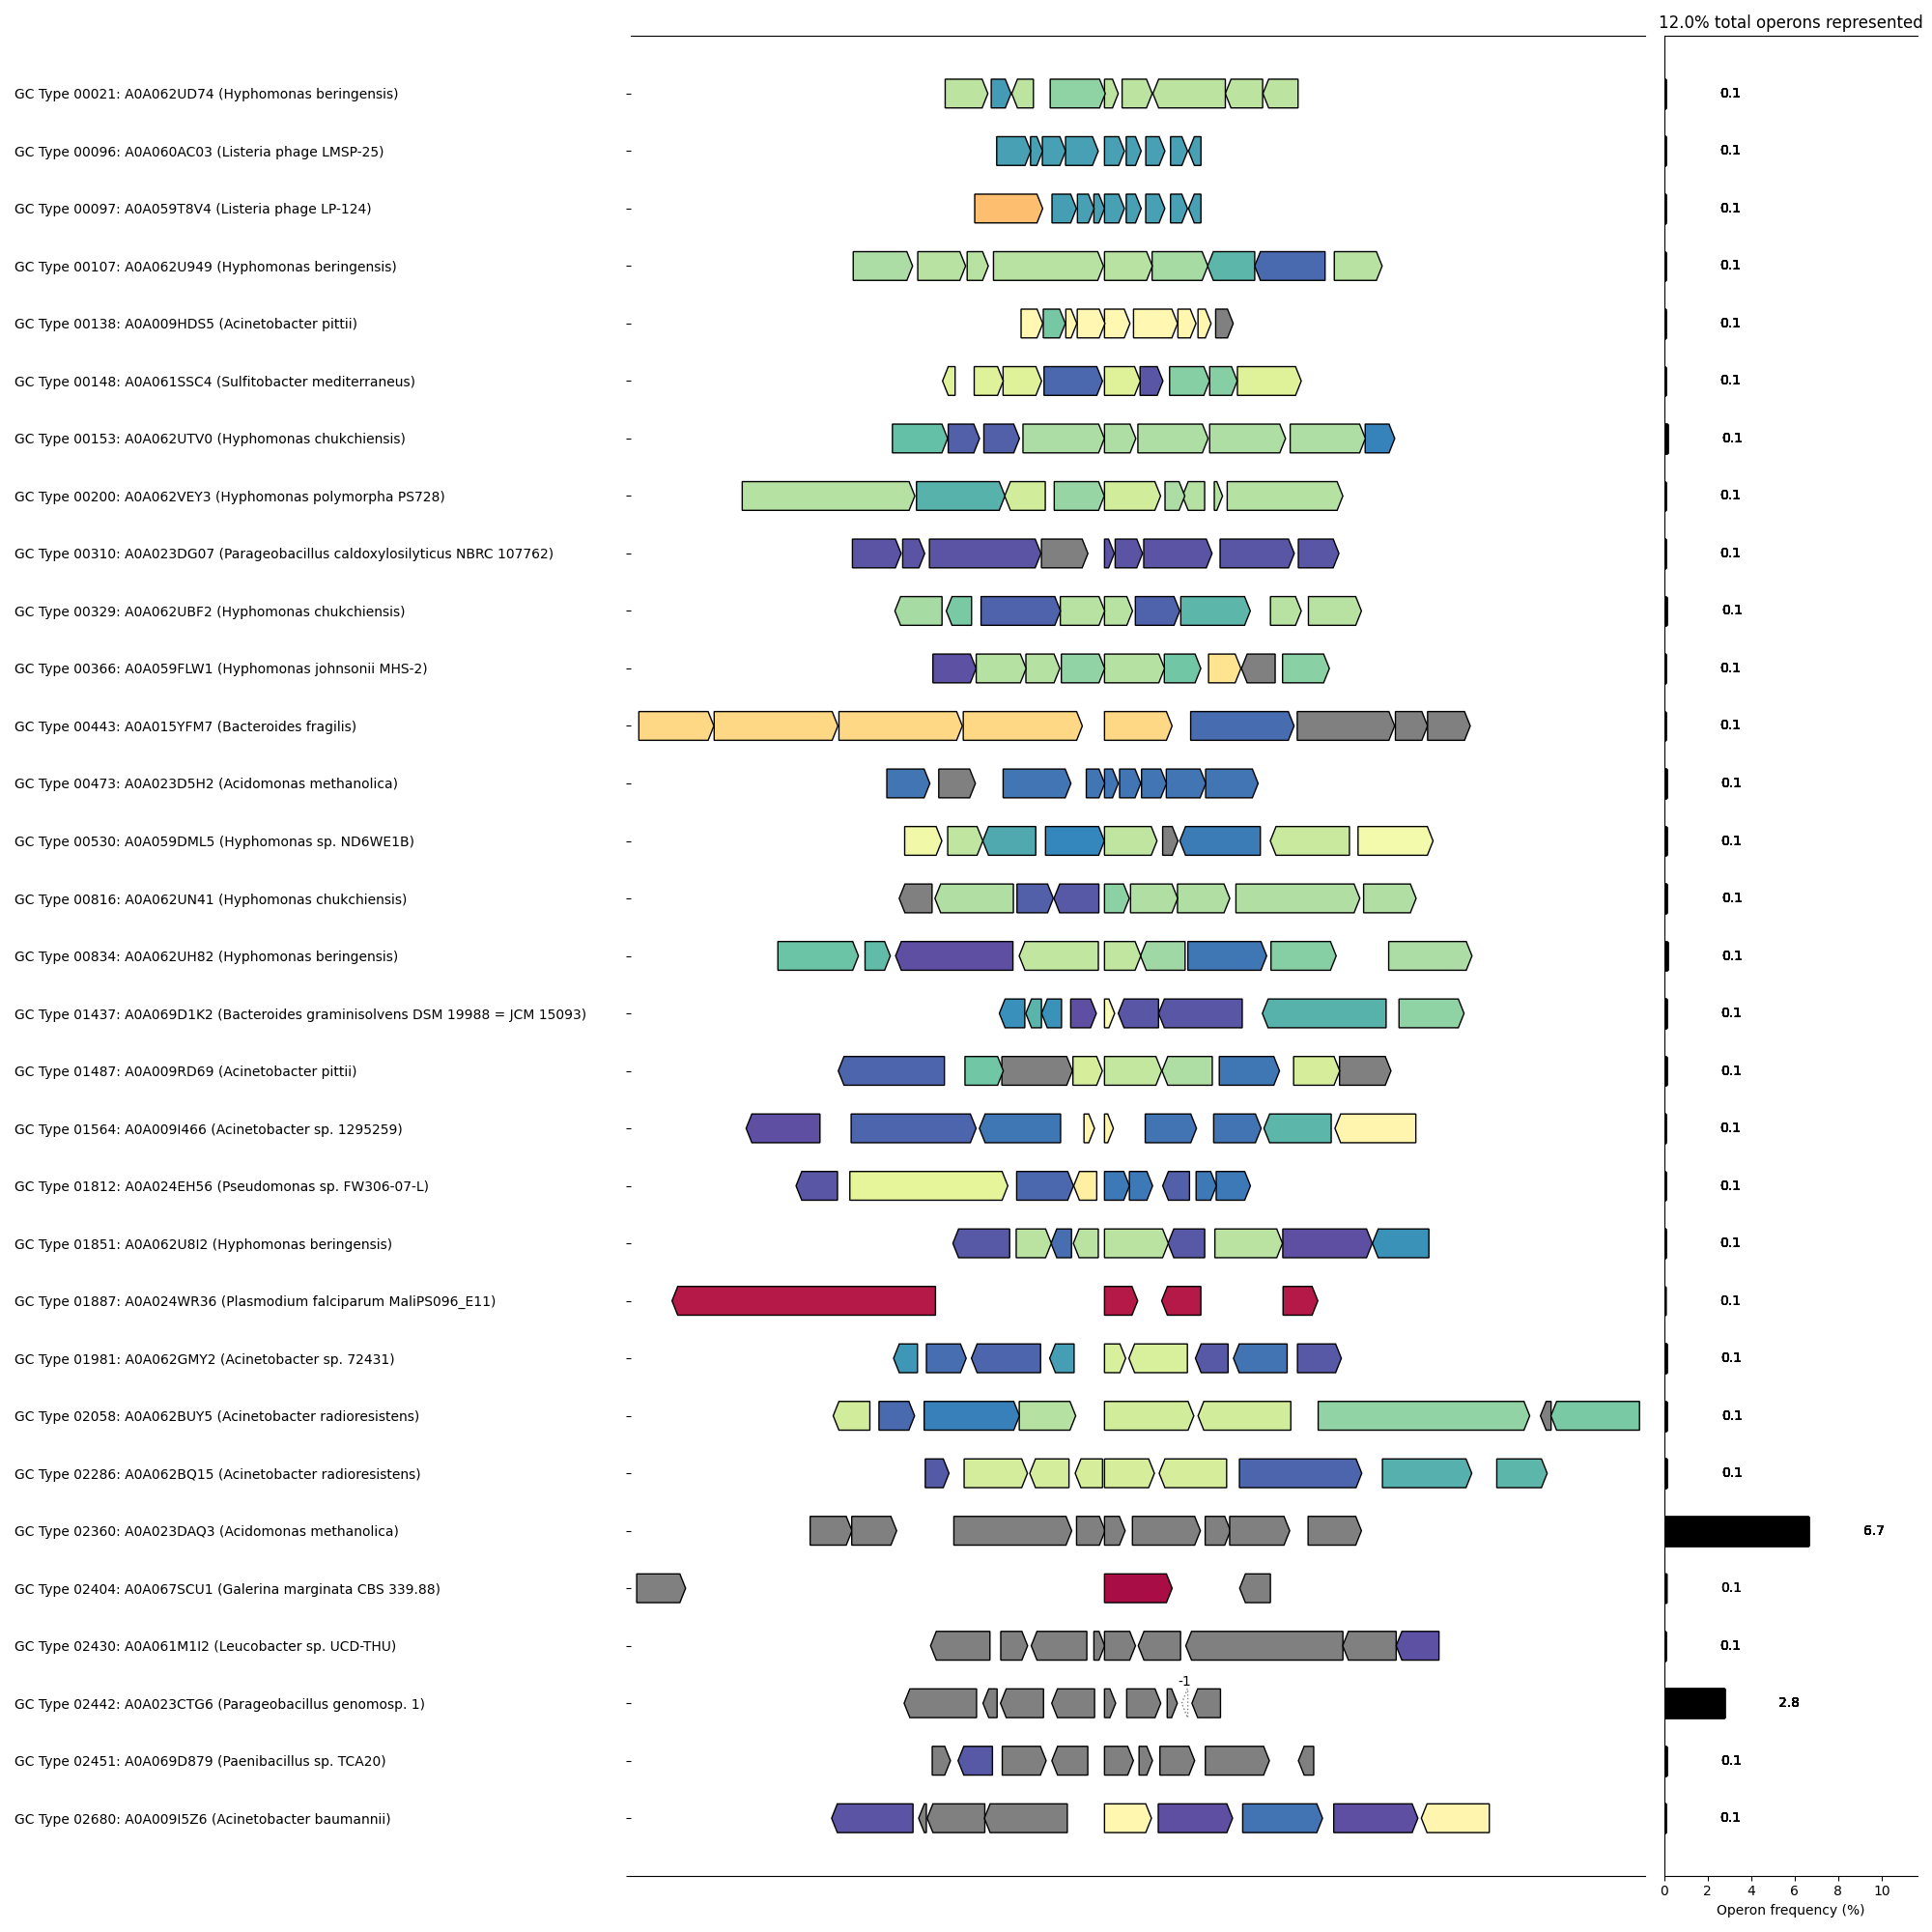 12.0% total operons represented
GC Type 00021: A0A062UD74 (Hyphomonas beringensis) 0.1
GC Type 00096: A0A060AC03 (Listeria phage LMSP-25) 0.1
GC Type 00097: A0A059T8V4 (Listeria phage LP-124) 0.1
GC Type 00107: A0A062U949 (Hyphomonas beringensis) 0.1
GC Type 00138: A0A009HDS5 (Acinetobacter pittii) 0.1
GC Type 00148: A0A061SSC4 (Sulfitobacter mediterraneus) 0.1
GC Type 00153: A0A062UTV0 (Hyphomonas chukchiensis) 0.1
GC Type 00200: A0A062VEY3 (Hyphomonas polymorpha PS728) 0.1
GC Type 00310: A0A023DG07 (Parageobacillus caldoxylosilyticus NBRC 107762) 0.1
GC Type 00329: A0A062UBF2 (Hyphomonas chukchiensis) 0.1
GC Type 00366: A0A059FLW1 (Hyphomonas johnsonii MHS-2) 0.1
GC Type 00443: A0A015YFM7 (Bacteroides fragilis) 0.1
GC Type 00473: A0A023D5H2 (Acidomonas methanolica) 0.1
GC Type 00530: A0A059DML5 (Hyphomonas sp. ND6WE1B) 0.1
GC Type 00816: A0A062UN41 (Hyphomonas chukchiensis) 0.1
GC Type 00834: A0A062UH82 (Hyphomonas beringensis) 0.1
GC Type 01437: A0A069D1K2 (Bacteroides graminisolvens DSM 19988 = JCM 15093) 0.1
GC Type 01487: A0A009RD69 (Acinetobacter pittii) 0.1
GC Type 01564: A0A009I466 (Acinetobacter sp. 1295259) 0.1
GC Type 01812: A0A024EH56 (Pseudomonas sp. FW306-07-L) 0.1
GC Type 01851: A0A062U8I2 (Hyphomonas beringensis) 0.1
GC Type 01887: A0A024WR36 (Plasmodium falciparum MaliPS096_E11) 0.1
GC Type 01981: A0A062GMY2 (Acinetobacter sp. 72431) 0.1
GC Type 02058: A0A062BUY5 (Acinetobacter radioresistens) 0.1
GC Type 02286: A0A062BQ15 (Acinetobacter radioresistens) 0.1
GC Type 02360: A0A023DAQ3 (Acidomonas methanolica) 6.7
GC Type 02404: A0A067SCU1 (Galerina marginata CBS 339.88) 0.1
GC Type 02430: A0A061M1I2 (Leucobacter sp. UCD-THU) 0.1
-1
GC Type 02442: A0A023CTG6 (Parageobacillus genomosp. 1) 2.8
GC Type 02451: A0A069D879 (Paenibacillus sp. TCA20) 0.1
GC Type 02680: A0A009I5Z6 (Acinetobacter baumannii) 0.1
0 2 4 6 8 10
Operon frequency (%)